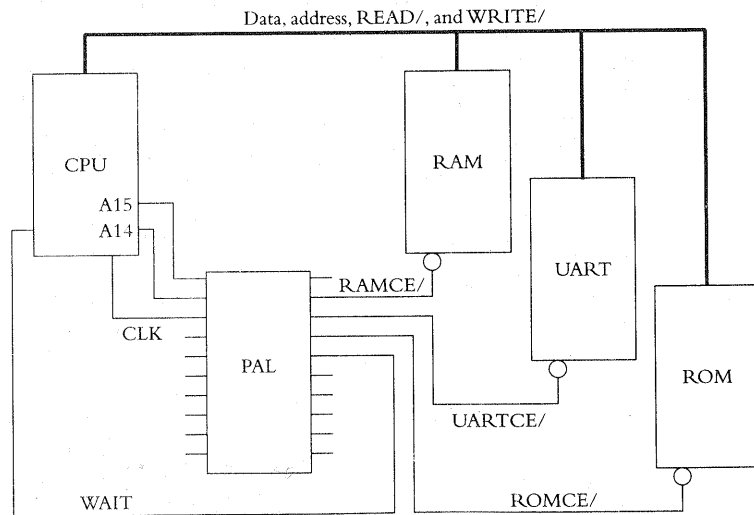 Data, address, READ/, and WRITE/
CPU
A15
A14
RAM
UART
ROM
RAMCE/
CLK
PAL
UARTCE/
WAIT
ROMCE/